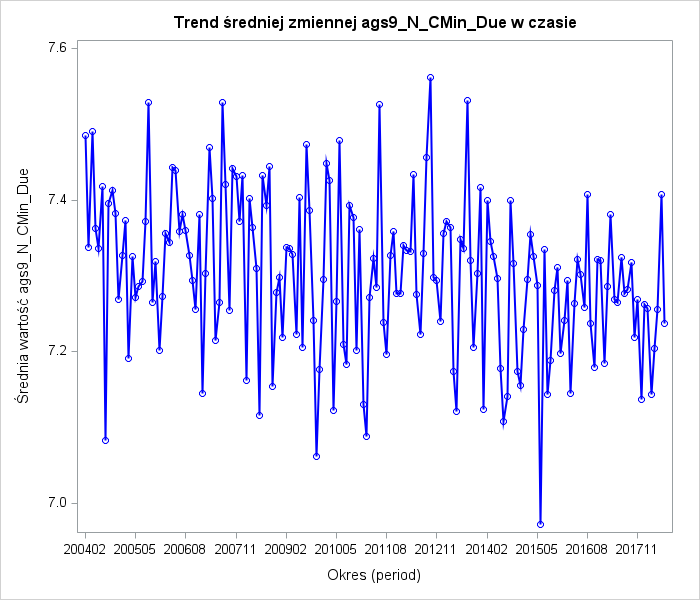 Trend średniej zmiennej ags9_N_CMin_Due w czasie
Średnia wartość ags9_N_CMin_Due
7.6
7.4
7.2
7.0
200402 200505 200608 200711 200902 201005 201108 201211 201402 201505 201608 201711
Okres (period)